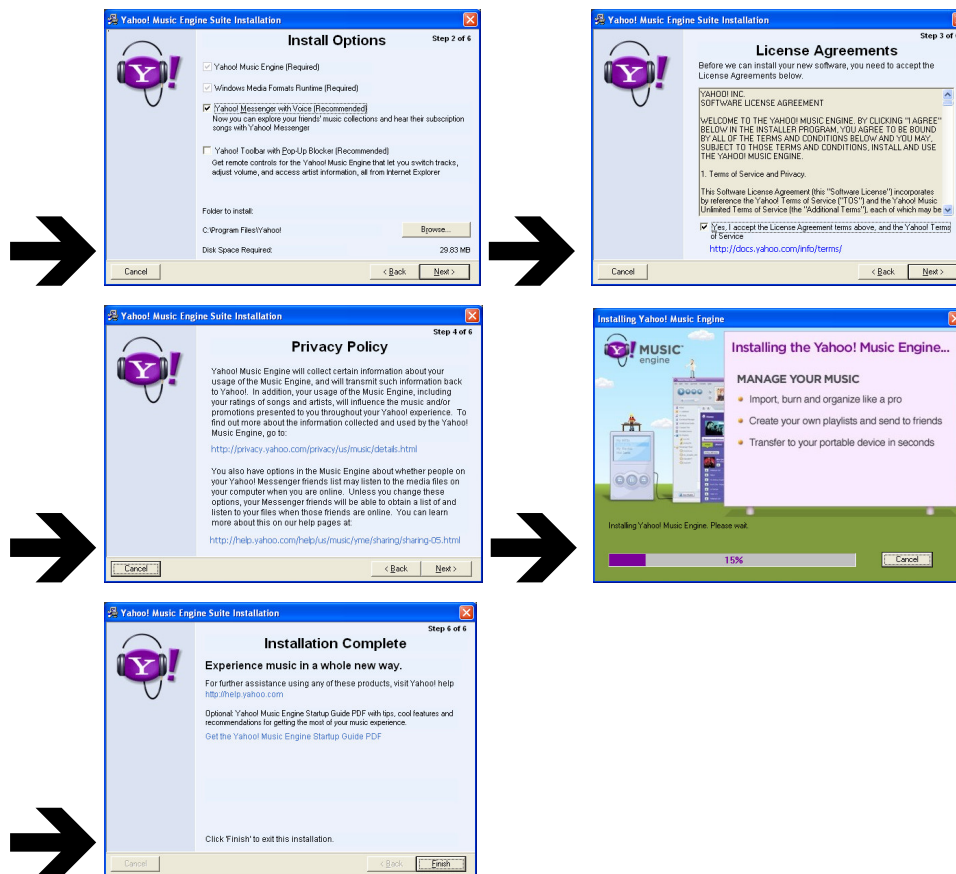 Yahoo! Music Engine Suite Installation
Install Options
Step 2 of 6
Yahoo! Music Engine (Required)
Windows Media Formats Runtime (Required)
Yahoo! Messenger with Voice (Recommended)
Now you can explore your friends' music collections and hear their subscription
songs with Yahoo! Messenger
Yahoo! Toolbar with Pop-Up Blocker (Recommended)
Get remote controls for the Yahoo! Music Engine that let you switch tracks,
adjust volume, and access artist information, all from Internet Explorer
Folder to install:
C:\Program Files\Yahoo!
Browse...
Disk Space Required:
29.83 MB
Cancel
< Back
Next >
Yahoo! Music Engine Suite Installation
Step 3 of
License Agreements
Before we can install your new software, you need to accept the
License Agreements below.
YAHOO! INC.
SOFTWARE LICENSE AGREEMENT
WELCOME TO THE YAHOO! MUSIC ENGINE. BY CLICKING "I AGREE"
BELOW IN THE INSTALLER PROGRAM, YOU AGREE TO BE BOUND
BY ALL OF THE TERMS AND CONDITIONS BELOW AND YOU MAY,
SUBJECT TO THOSE TERMS AND CONDITIONS, INSTALL AND USE
THE YAHOO! MUSIC ENGINE.
1. Terms of Service and Privacy.
This Software License Agreement (this "Software License") incorporates
by reference the Yahoo! Terms of Service ("TOS") and the Yahoo! Music
Unlimited Terms of Service (the "Additional Terms"), each of which may be
Yes, I accept the License Agreement terms above, and the Yahoo! Terms
of Service
http://docs.yahoo.com/info/terms/
Cancel
< Back
Next >
Yahoo! Music Engine Suite Installation
Step 4 of 6
Privacy Policy
Yahoo! Music Engine will collect certain information about your
usage of the Music Engine, and will transmit such information back
to Yahoo!. In addition, your usage of the Music Engine, including
your ratings of songs and artists, will influence the music and/or
promotions presented to you throughout your Yahoo! experience. To
find out more about the information collected and used by the Yahoo!
Music Engine, go to:
http://privacy.yahoo.com/privacy/us/music/details.html
You also have options in the Music Engine about whether people on
your Yahoo! Messenger friends list may listen to the media files on
your computer when you are online. Unless you change these
options, your Messenger friends will be able to obtain a list of and
listen to your files when those friends are online. You can learn
more about this on our help pages at:
http://help.yahoo.com/help/us/music/yme/sharing/sharing-05.html
Cancel
< Back
Next >
Installing Yahoo! Music Engine
Y! MUSIC
engine
Installing the Yahoo! Music Engine...
MANAGE YOUR MUSIC
Import, burn and organize like a pro
Create your own playlists and send to friends
Transfer to your portable device in seconds
Installing Yahoo! Music Engine. Please wait.
15%
Cancel
Yahoo! Music Engine Suite Installation
Step 6 of 6
Installation Complete
Experience music in a whole new way.
For further assistance using any of these products, visit Yahoo! help
http://help.yahoo.com
Optional: Yahoo! Music Engine Startup Guide PDF with tips, cool features and
recommendations for getting the most of your music experience.
Get the Yahoo! Music Engine Startup Guide PDF
Click 'Finish' to exit this installation.
Cancel
< Back
Finish